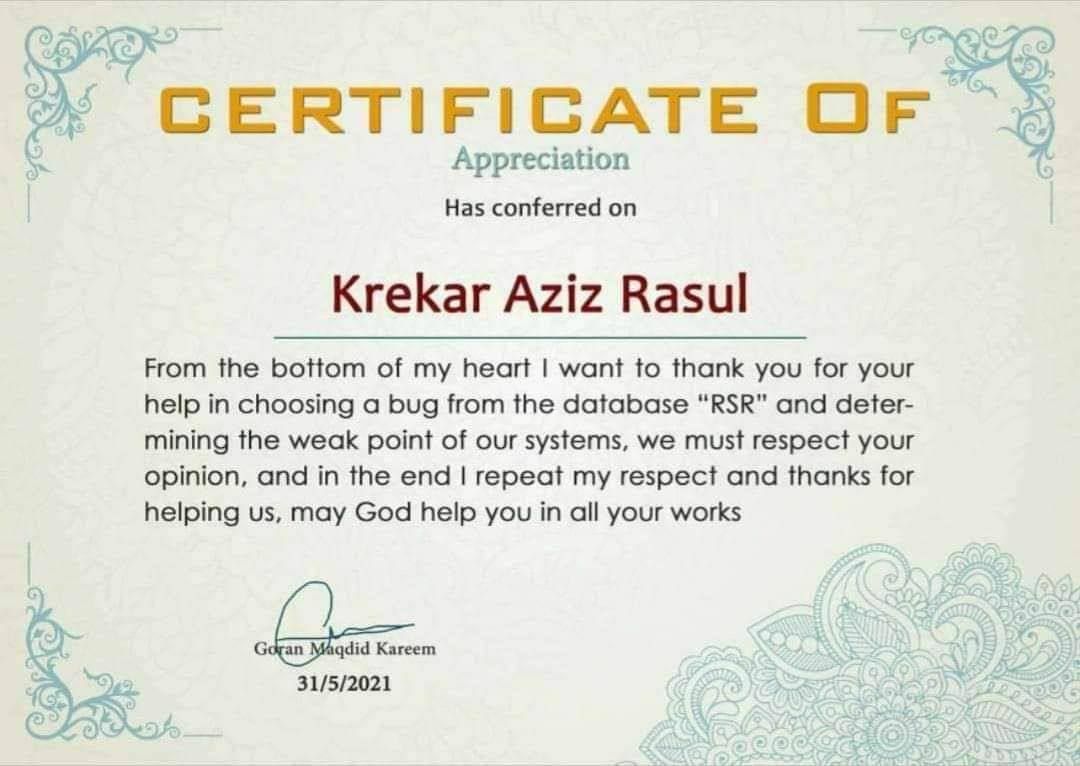 CERTIFICATE OF
Appreciation
Has conferred on
Krekar Aziz Rasul
From the bottom of my heart I want to thank you for your
help in choosing a bug from the database “RSR" and deter-
mining the weak point of our systems, we must respect your
opinion, and in the end I repeat my respect and thanks for
helping us, may God help you in all your works
Goran Maqdid Kareem
31/5/2021